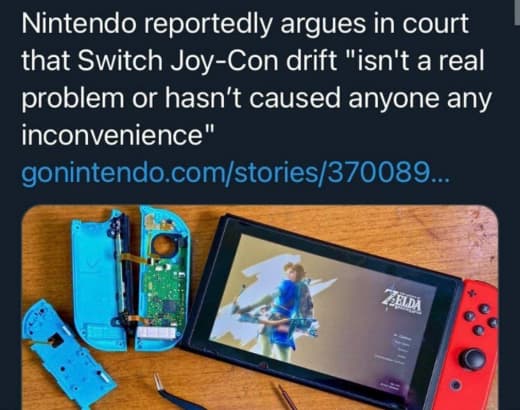 Nintendo reportedly argues in court
that Switch Joy-Con drift "isn't a real
problem or hasn’t caused anyone any
inconvenience"
gonintendo.com/stories/370089...
ZELDA